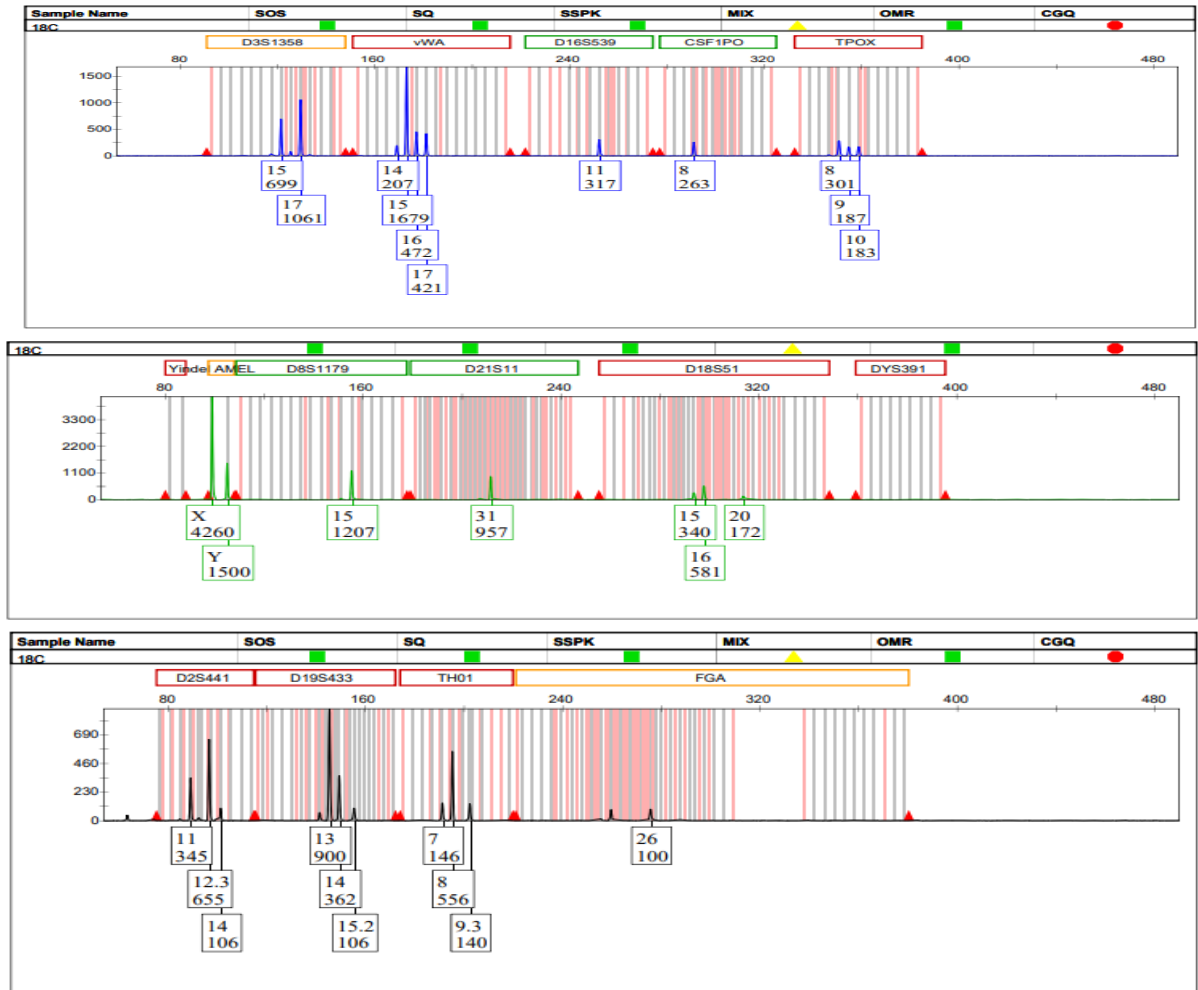 Sample Name SOS SQ SSPK MIX OMR CGQ
18C
D3S1358 vWA D16S539 CSF1PO TPOX
80 160 240 320 400 480
1500
1000
500
0
15 14 11 8 8
699 207 317 263 301
17 15 9
1061 1679 187
16 10
472 183
17
421
18C
Yindel AMEL D8S1179 D21S11 D18S51 DYS391
80 160 240 320 400 480
3300
2200
1100
0
X 15 31 15 20
4260 1207 957 340 172
Y 16
1500 581
Sample Name SOS SQ SSPK MIX OMR CGQ
18C
D2S441 D19S433 TH01 FGA
80 160 240 320 400 480
690
460
230
0
11 13 7 26
345 900 146 100
12.3 14 8
655 362 556
14 15.2 9.3
106 106 140